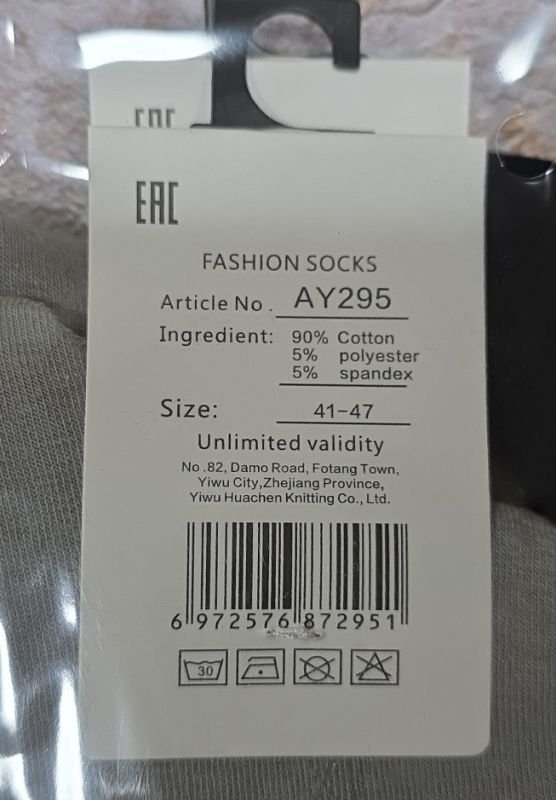 EAC
EAC
FASHION SOCKS
Article No. AY295
Ingredient: 90% Cotton
5% polyester
5% spandex
Size: 41-47
Unlimited validity
No.82, Damo Road, Fotang Town,
Yiwu City,Zhejiang Province,
Yiwu Huachen Knitting Co., Ltd.
6 972576 872951
30